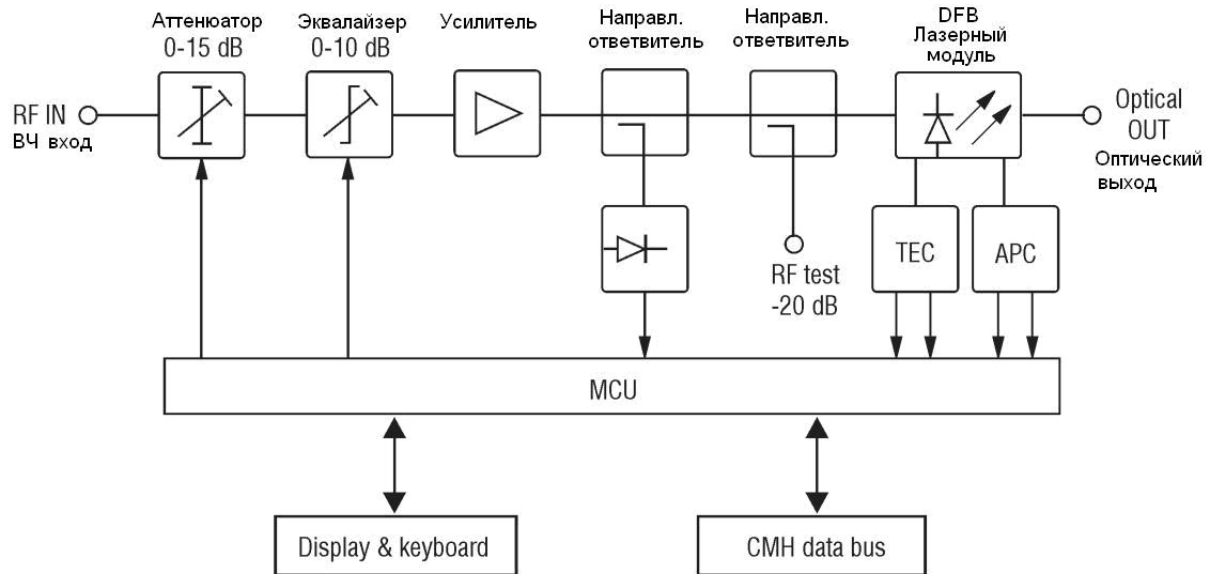 Аттенюатор
0-15 dB
Эквалайзер
0-10 dB
Усилитель
Направл.
ответвитель
Направл.
ответвитель
DFB
Лазерный
модуль
RF IN
ВЧ вход
Optical
OUT
Оптический
выход
RF test
-20 dB
TEC
APC
MCU
Display & keyboard
CMH data bus